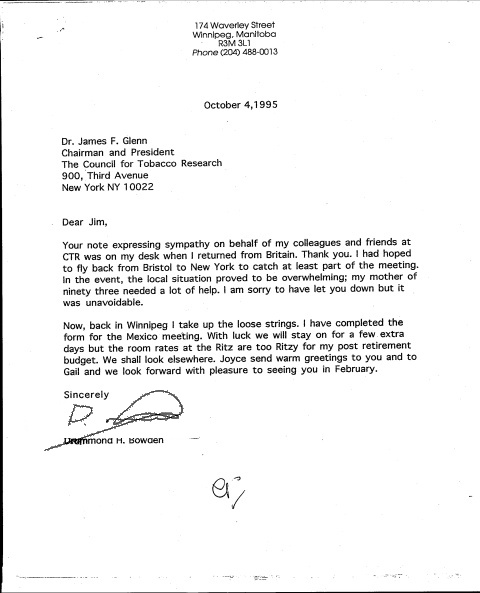 174 Waverley Street
Winnipeg, Manitoba
R3M 3L1
Phone (204) 488-0013
October 4,1995
Dr. James F. Glenn
Chairman and President
The Council for Tobacco Research
900, Third Avenue
New York NY 10022
Dear Jim,
Your note expressing sympathy on behalf of my colleagues and friends at
CTR was on my desk when I returned from Britain. Thank you. I had hoped
to fly back from Bristol to New York to catch at least part of the meeting.
In the event, the local situation proved to be overwhelming; my mother of
ninety three needed a lot of help. I am sorry to have let you down but it
was unavoidable.
Now, back in Winnipeg I take up the loose strings. I have completed the
form for the Mexico meeting. With luck we will stay on for a few extra
days but the room rates at the Ritz are too Ritzy for my post retirement
budget. We shall look elsewhere. Joyce send warm greetings to you and to
Gail and we look forward with pleasure to seeing you in February.
Sincerely
D.
Drummond H. Bowden